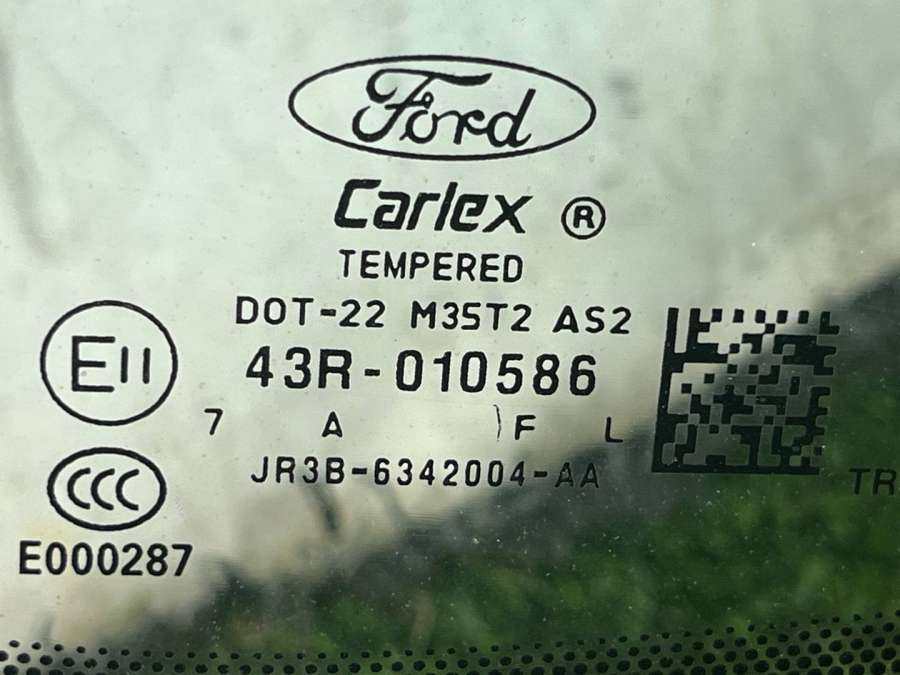 Ford
Carlex ®
TEMPERED
DOT-22 M35T2 AS2
E11
43R-010586
7 A F L
JR3B-6342004-AA
CCC
E000287
TR